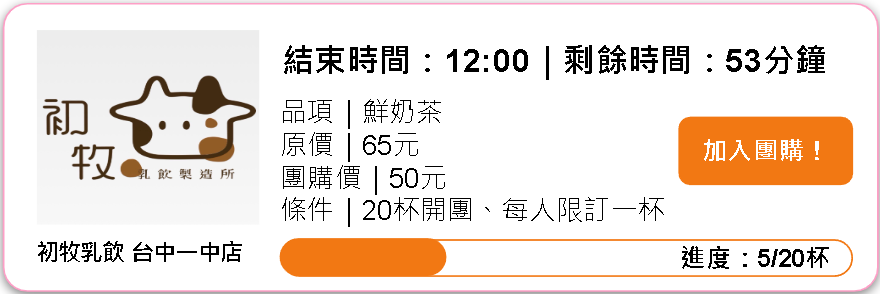 結束時間：12:00｜剩餘時間：53分鐘
初牧
乳飲製造所
品項｜鮮奶茶
原價｜65元
團購價｜50元
條件｜20杯開團、每人限訂一杯
加入團購！
初牧乳飲 台中一中店
進度：5/20杯